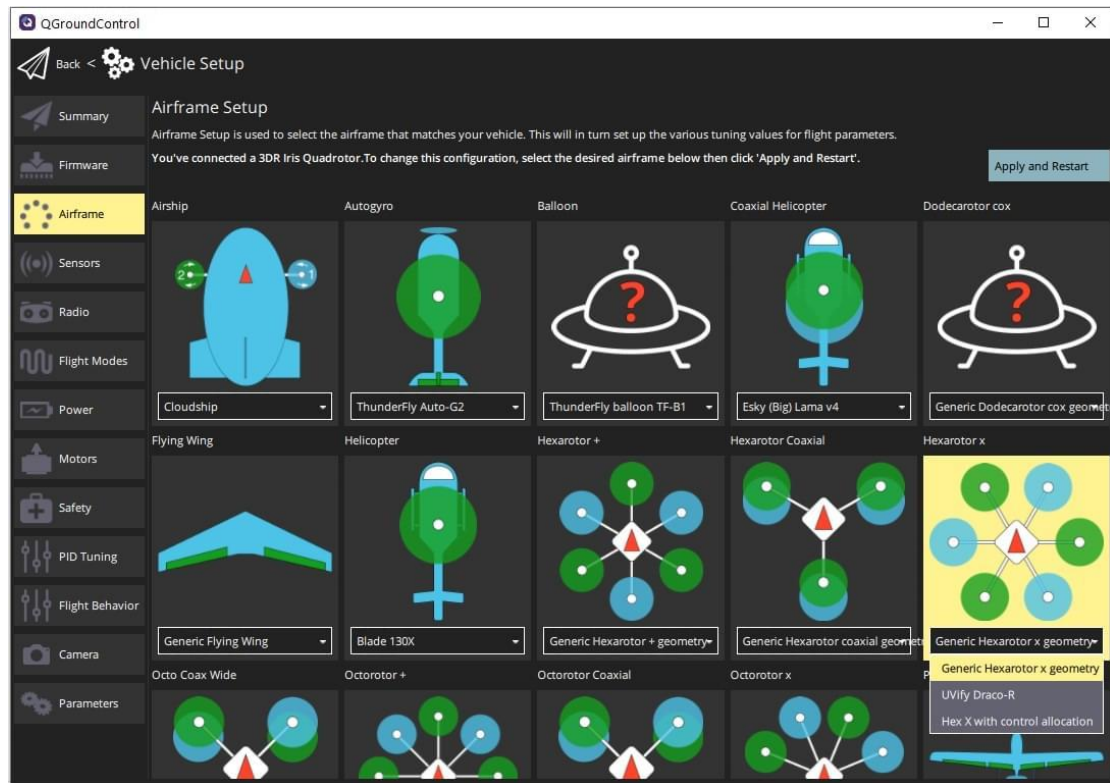 QGroundControl
Back < Vehicle Setup
Summary
Firmware
Airframe
Sensors
Radio
Flight Modes
Power
Motors
Safety
PID Tuning
Flight Behavior
Camera
Parameters
Airframe Setup
Airframe Setup is used to select the airframe that matches your vehicle. This will in turn set up the various tuning values for flight parameters.
You've connected a 3DR Iris Quadrotor.To change this configuration, select the desired airframe below then click 'Apply and Restart'.
Apply and Restart
Airship
Autogyro
Balloon
Coaxial Helicopter
Dodecarotor cox
2
1
?
?
Cloudship
ThunderFly Auto-G2
ThunderFly balloon TF-B1
Esky (Big) Lama v4
Generic Dodecarotor cox geomet
Flying Wing
Helicopter
Hexarotor +
Hexarotor Coaxial
Hexarotor x
Generic Flying Wing
Blade 130X
Generic Hexarotor + geometry
Generic Hexarotor coaxial geomet
Generic Hexarotor x geometry
Generic Hexarotor x geometry
UVify Draco-R
Hex X with control allocation
Octo Coax Wide
Octorotor +
Octorotor Coaxial
Octorotor x